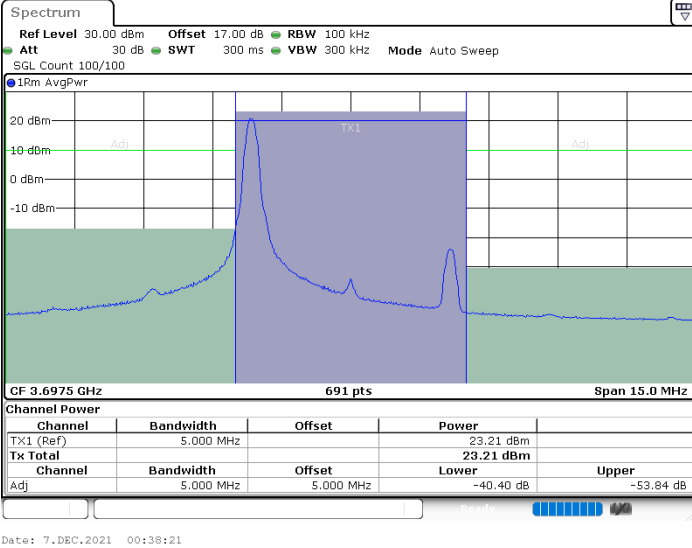 Spectrum
Ref Level 30.00 dBm Offset 17.00 dB RBW 100 kHz
Att 30 dB SWT 300 ms VBW 300 kHz Mode Auto Sweep
SGL Count 100/100
1Rm AvgPwr
20 dBm
TX1
Adj Adj
10 dBm
0 dBm
-10 dBm
CF 3.6975 GHz 691 pts Span 15.0 MHz
Channel Power
Channel Bandwidth Offset Power
TX1 (Ref) 5.000 MHz 23.21 dBm
Tx Total 23.21 dBm
Channel Bandwidth Offset Lower Upper
Adj 5.000 MHz 5.000 MHz -40.40 dB -53.84 dB
Ready
Date: 7.DEC.2021 00:38:21